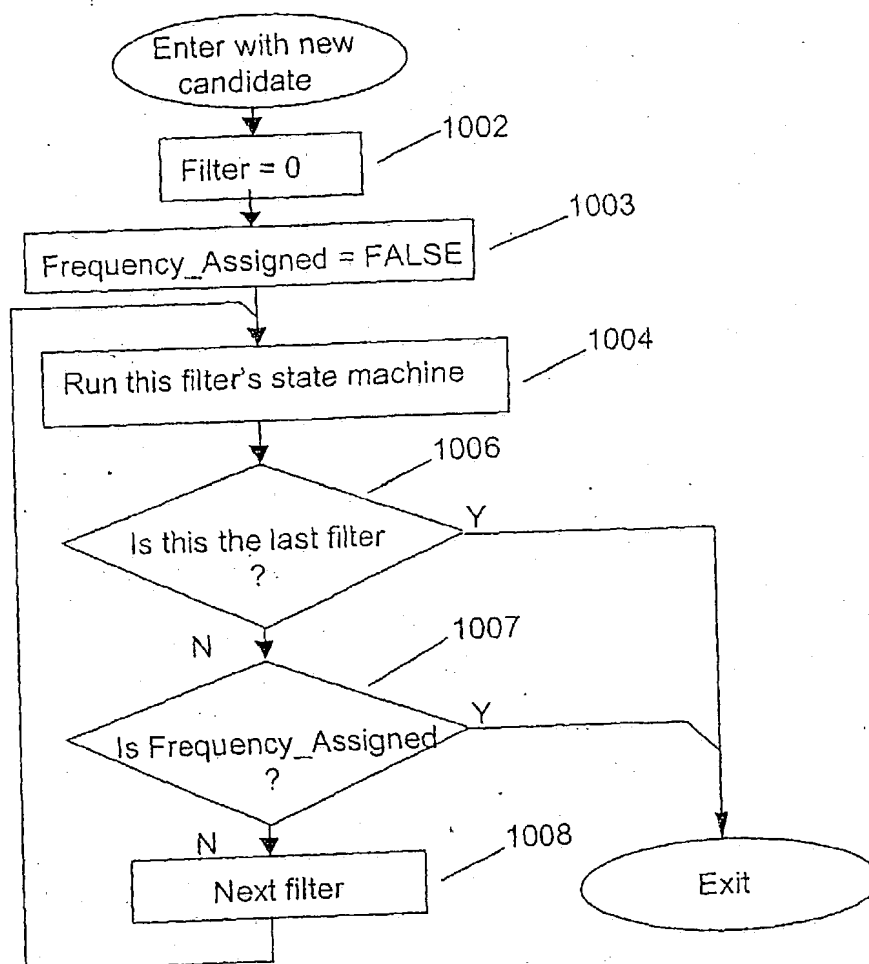 Enter with new
candidate
1002
Filter = 0
1003
Frequency_Assigned = FALSE
1004
Run this filter's state machine
1006
Y
Is this the last filter
?
N
1007
Y
Is Frequency_Assigned
?
N
1008
Next filter
Exit